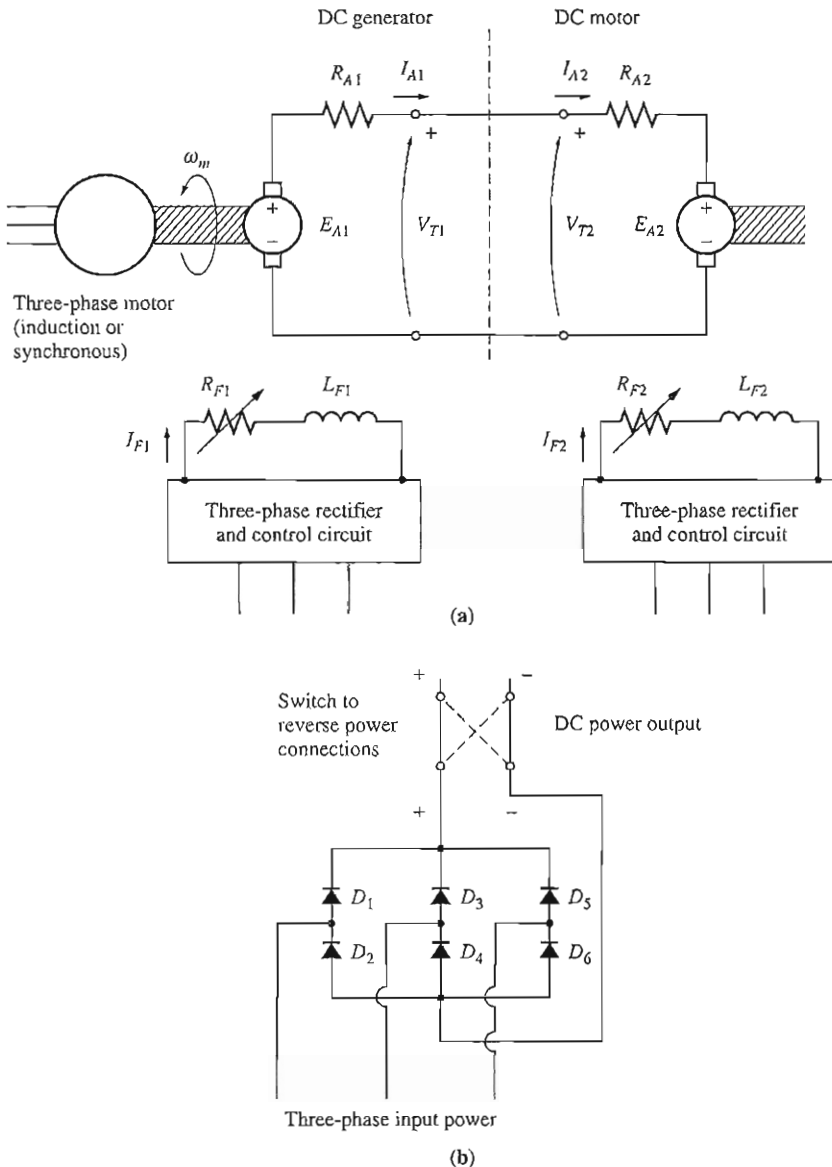 DC generator
DC motor
R_A1
I_A1
I_A2
R_A2
+
+
ω_m
+
−
E_A1
V_T1
V_T2
E_A2
+
−
Three-phase motor
(induction or
synchronous)
R_F1
L_F1
R_F2
L_F2
I_F1
I_F2
Three-phase rectifier
and control circuit
Three-phase rectifier
and control circuit
(a)
+
−
Switch to
reverse power
connections
DC power output
+
−
D_1
D_3
D_5
D_2
D_4
D_6
Three-phase input power
(b)